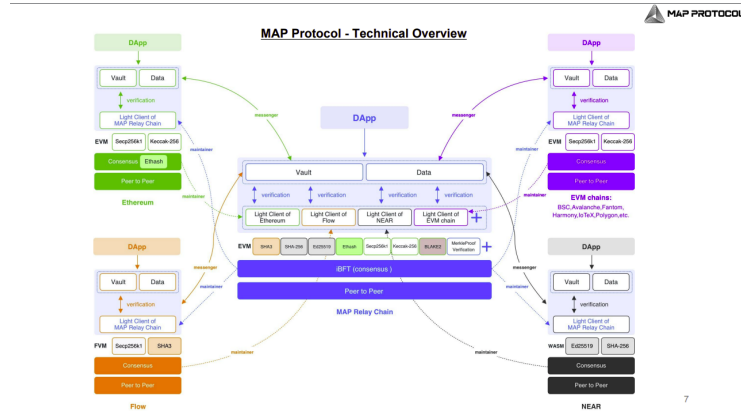 MAP PROTOCOL
MAP Protocol - Technical Overview
DApp
Vault
Data
verification
Light Client of
MAP Relay Chain
EVM
Secp256k1
Keccak-256
Consensus
Ethash
Peer to Peer
Ethereum
messenger
maintainer
maintainer
DApp
Vault
Data
verification
verification
verification
verification
Light Client of
Ethereum
Light Client of
Flow
Light Client of
NEAR
Light Client of
EVM chain
+
EVM
SHA3
SHA-256
Ed25519
Ethash
Secp256k1
Keccak-256
BLAKE2
MerkleProof
Verification
+
iBFT (consensus )
Peer to Peer
MAP Relay Chain
DApp
Vault
Data
verification
Light Client of
MAP Relay Chain
EVM
Secp256k1
Keccak-256
Consensus
Peer to Peer
EVM chains:
BSC,Avalanche,Fantom,
Harmony,IoTeX,Polygon,etc.
messenger
maintainer
maintainer
DApp
Vault
Data
verification
Light Client of
MAP Relay Chain
FVM
Secp256k1
SHA3
Consensus
Peer to Peer
Flow
messenger
maintainer
maintainer
DApp
Vault
Data
verification
Light Client of
MAP Relay Chain
WASM
Ed25519
SHA-256
Consensus
Peer to Peer
NEAR
messenger
maintainer
maintainer
7